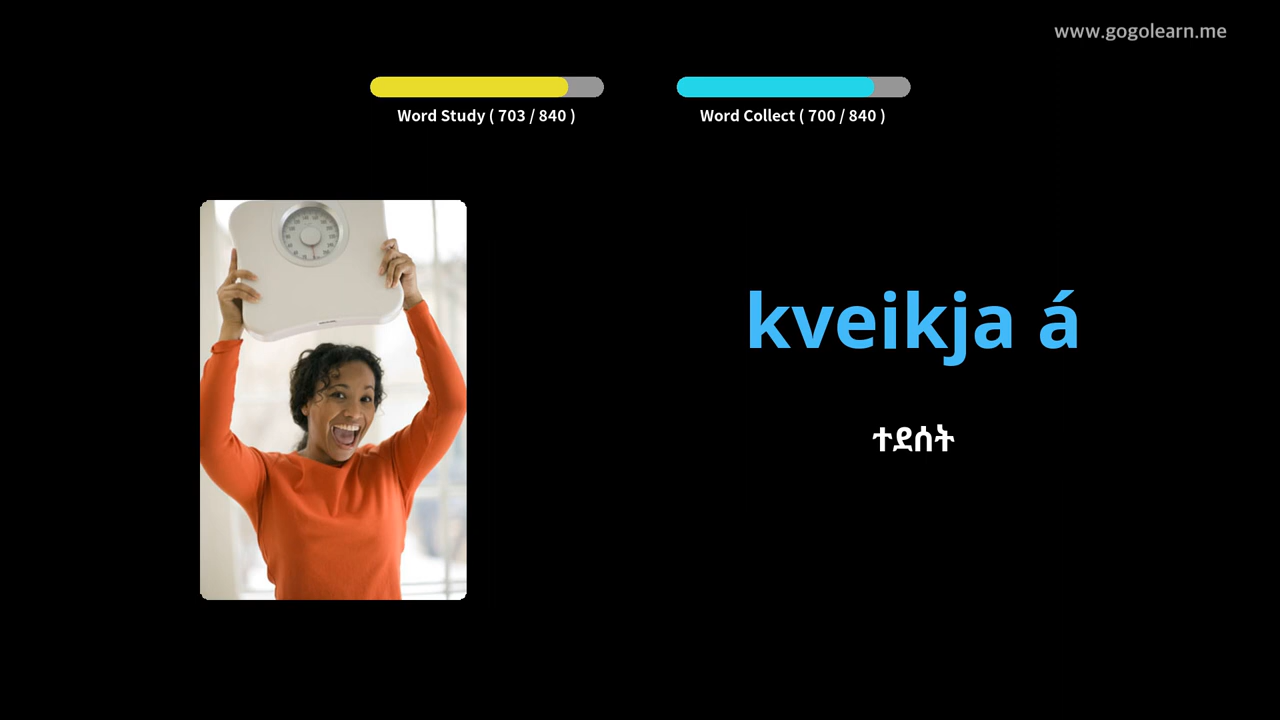 www.gogolearn.me
Word Study ( 703 / 840 )
Word Collect ( 700 / 840 )
kveikja á
ተደሰት